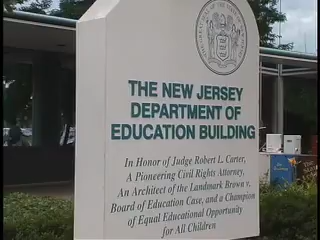 THE NEW JERSEY
DEPARTMENT OF
EDUCATION BUILDING
In Honor of Judge Robert L. Carter,
A Pioneering Civil Rights Attorney,
An Architect of the Landmark Brown v.
Board of Education Case, and a Champion
of Equal Educational Opportunity
for All Children